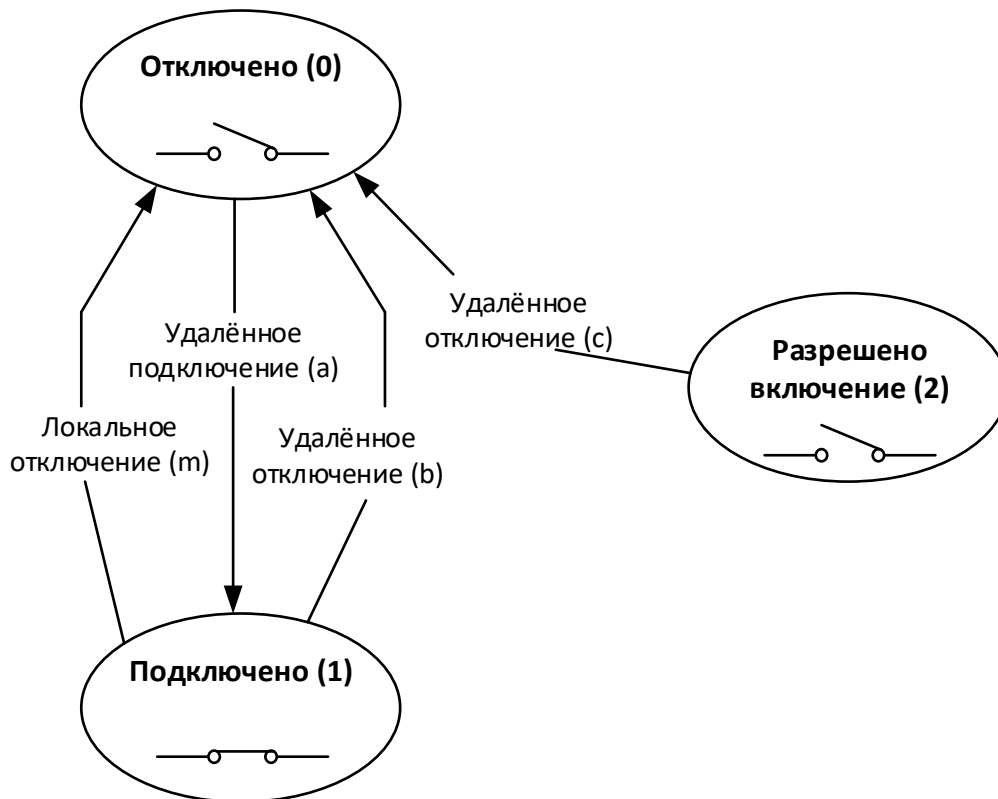 Отключено (0)
Удалённое
отключение (c)
Удалённое
подключение (a)
Разрешено
включение (2)
Локальное
отключение (m)
Удалённое
отключение (b)
Подключено (1)